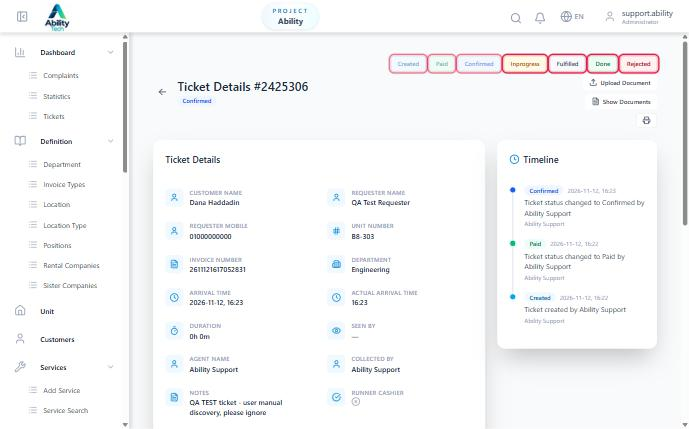 Ability
Tech
PROJECT
Ability
EN
support.ability
Administrator
Dashboard
Complaints
Statistics
Tickets
Definition
Department
Invoice Types
Location
Location Type
Positions
Rental Companies
Sister Companies
Unit
Customers
Services
Add Service
Service Search
Created
Paid
Confirmed
Inprogress
Fulfilled
Done
Rejected
Ticket Details #2425306
Confirmed
Upload Document
Show Documents
Ticket Details
CUSTOMER NAME
Dana Haddadin
REQUESTER NAME
QA Test Requester
REQUESTER MOBILE
01000000000
UNIT NUMBER
B8-303
INVOICE NUMBER
2611121617052831
DEPARTMENT
Engineering
ARRIVAL TIME
2026-11-12, 16:23
ACTUAL ARRIVAL TIME
16:23
DURATION
0h 0m
SEEN BY
—
AGENT NAME
Ability Support
COLLECTED BY
Ability Support
NOTES
QA TEST ticket - user manual
discovery, please ignore
RUNNER CASHIER
Timeline
Confirmed 2026-11-12, 16:23
Ticket status changed to Confirmed by
Ability Support
Ability Support
Paid 2026-11-12, 16:22
Ticket status changed to Paid by
Ability Support
Ability Support
Created 2026-11-12, 16:22
Ticket created by Ability Support
Ability Support